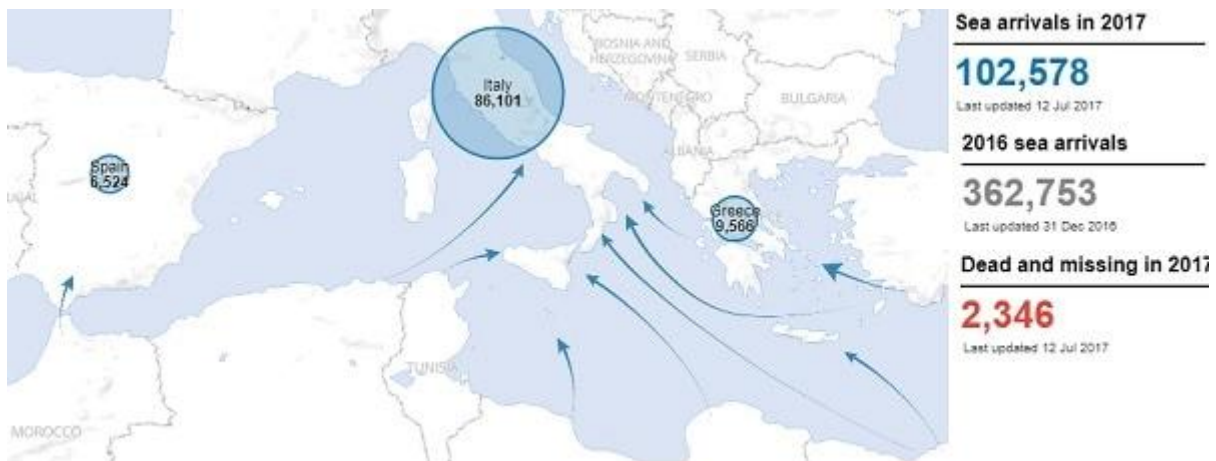 Sea arrivals in 2017
102,578
Last updated 12 Jul 2017
2016 sea arrivals
362,753
Last updated 31 Dec 2016
Dead and missing in 2017
2,346
Last updated 12 Jul 2017
BOSNIA AND
HERZEGOVINA
SERBIA
Italy
86,101
MONTENEGRO
BULGARIA
ALBANIA
Spain
6,524
Greece
9,566
TUNISIA
MOROCCO